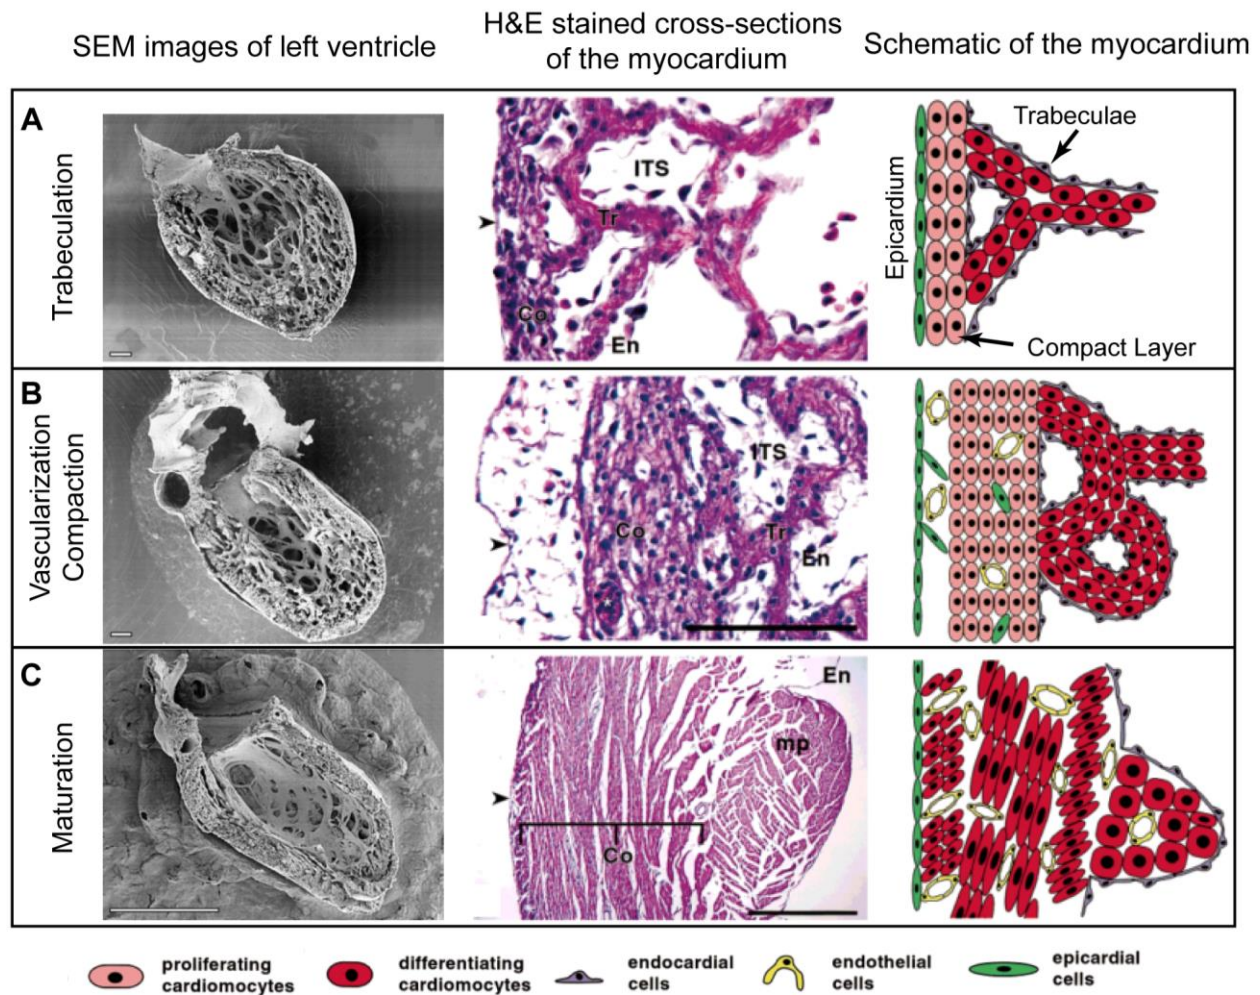 SEM images of left ventricle
H&E stained cross-sections
of the myocardium
Schematic of the myocardium
A
Trabeculation
ITS
Tr
Co
En
Epicardium
Trabeculae
Compact Layer
B
Vascularization
Compaction
ITS
Co
Tr
En
C
Maturation
En
mp
Co
proliferating
cardiomocytes
differentiating
cardiomyocytes
endocardial
cells
endothelial
cells
epicardial
cells